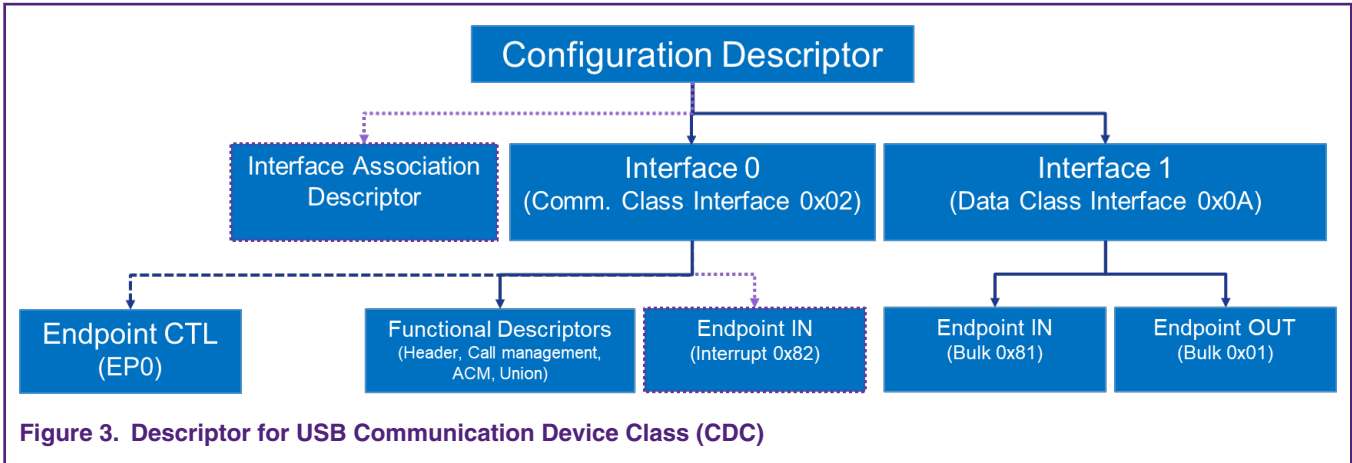 Configuration Descriptor
Interface Association
Descriptor
Interface 0
(Comm. Class Interface 0x02)
Interface 1
(Data Class Interface 0x0A)
Endpoint CTL
(EP0)
Functional Descriptors
(Header, Call management,
ACM, Union)
Endpoint IN
(Interrupt 0x82)
Endpoint IN
(Bulk 0x81)
Endpoint OUT
(Bulk 0x01)
Figure 3. Descriptor for USB Communication Device Class (CDC)